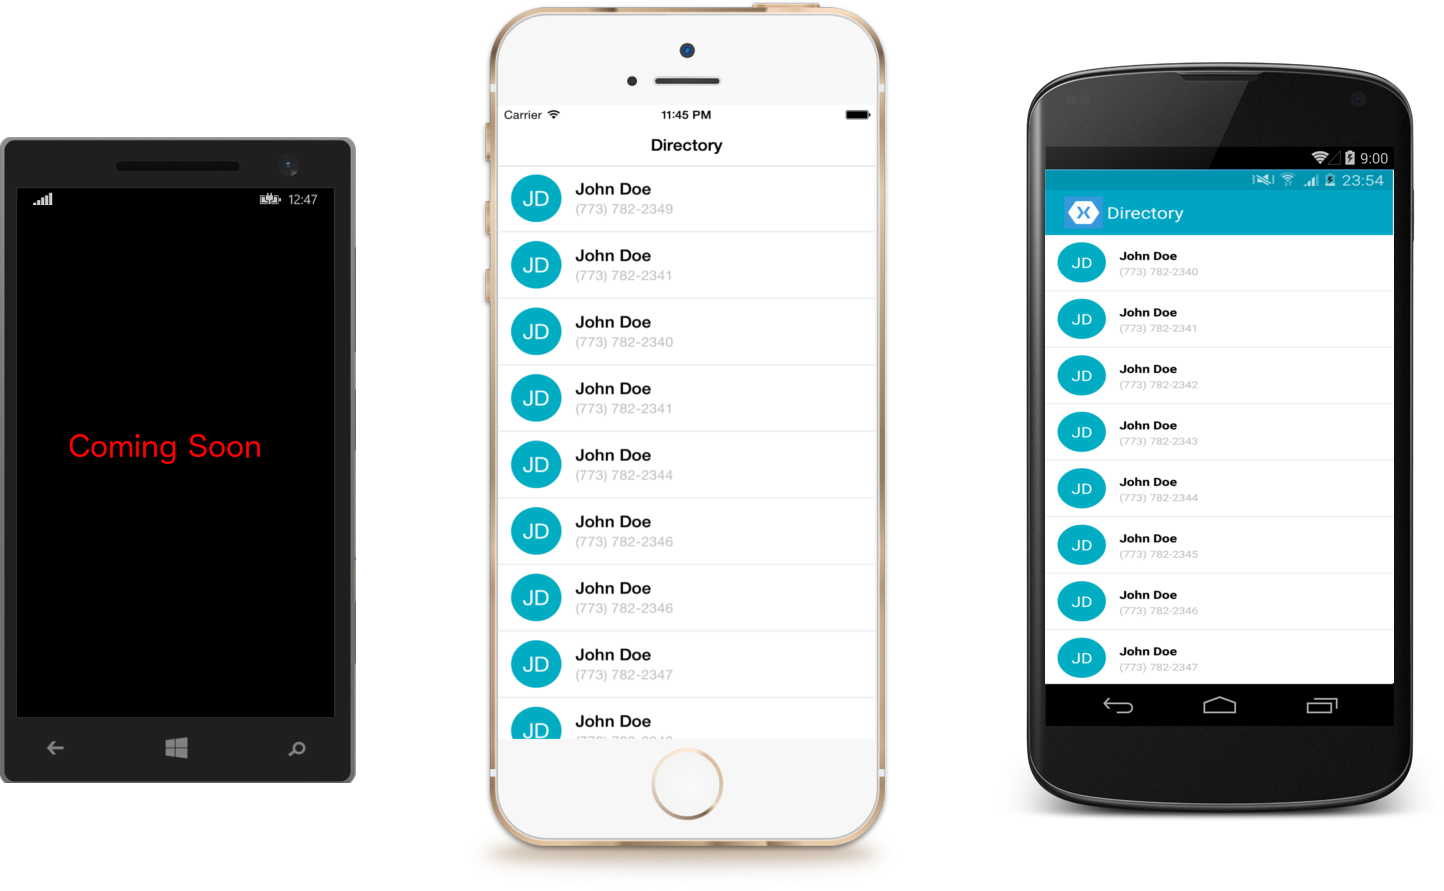 12:47
Coming Soon
Carrier
11:45 PM
Directory
JD
John Doe
(773) 782-2349
JD
John Doe
(773) 782-2341
JD
John Doe
(773) 782-2340
JD
John Doe
(773) 782-2341
JD
John Doe
(773) 782-2344
JD
John Doe
(773) 782-2346
JD
John Doe
(773) 782-2346
JD
John Doe
(773) 782-2347
JD
John Doe
9:00
23:54
Directory
JD
John Doe
(773) 782-2340
JD
John Doe
(773) 782-2341
JD
John Doe
(773) 782-2342
JD
John Doe
(773) 782-2343
JD
John Doe
(773) 782-2344
JD
John Doe
(773) 782-2345
JD
John Doe
(773) 782-2346
JD
John Doe
(773) 782-2347